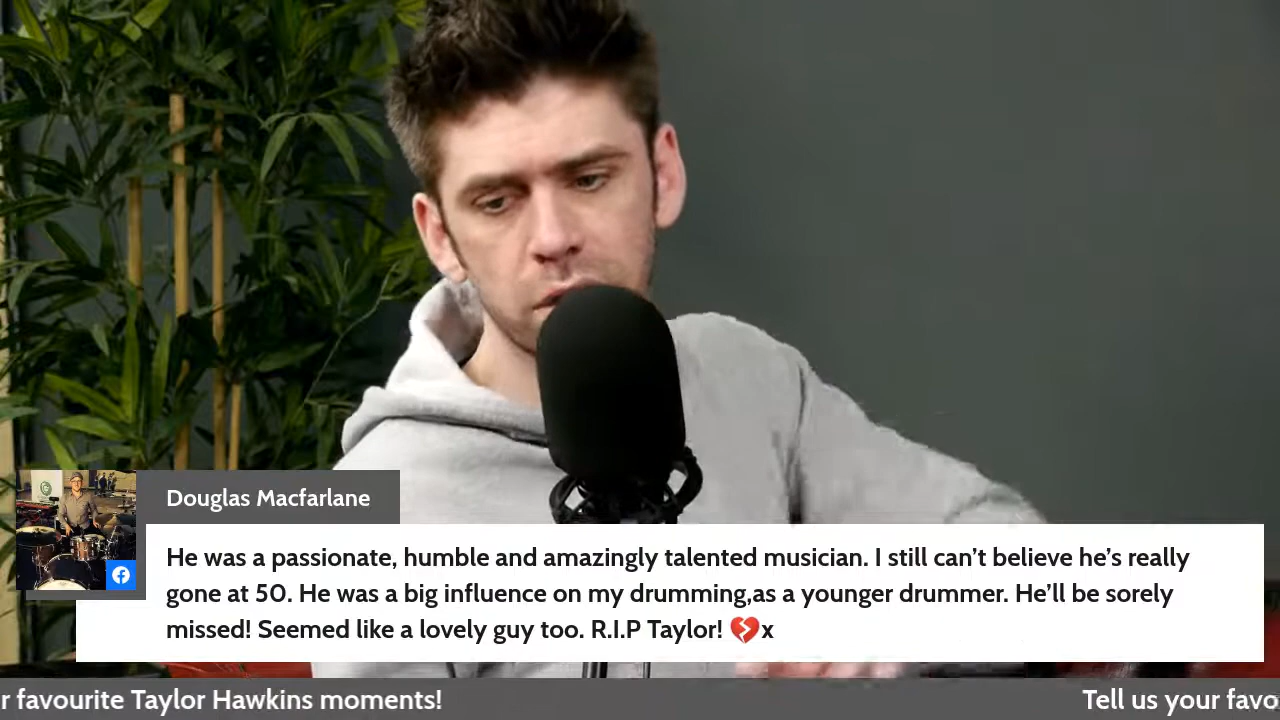 Douglas Macfarlane
He was a passionate, humble and amazingly talented musician. I still can’t believe he’s really
gone at 50. He was a big influence on my drumming,as a younger drummer. He’ll be sorely
missed! Seemed like a lovely guy too. R.I.P Taylor! 💔x
r favourite Taylor Hawkins moments!
Tell us your favo